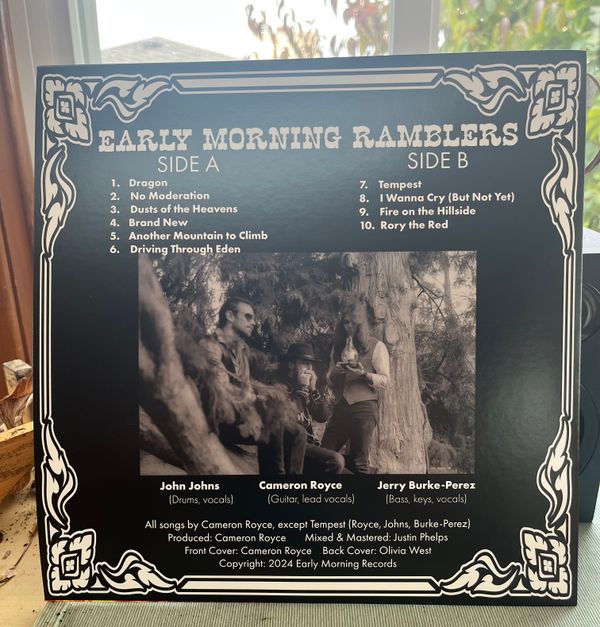 EARLY MORNING RAMBLERS
SIDE A
1. Dragon
2. No Moderation
3. Dusts of the Heavens
4. Brand New
5. Another Mountain to Climb
6. Driving Through Eden
SIDE B
7. Tempest
8. I Wanna Cry (But Not Yet)
9. Fire on the Hillside
10. Rory the Red
John Johns
(Drums, vocals)
Cameron Royce
(Guitar, lead vocals)
Jerry Burke-Perez
(Bass, keys, vocals)
All songs by Cameron Royce, except Tempest (Royce, Johns, Burke-Perez)
Produced: Cameron Royce Mixed & Mastered: Justin Phelps
Front Cover: Cameron Royce Back Cover: Olivia West
Copyright: 2024 Early Morning Records